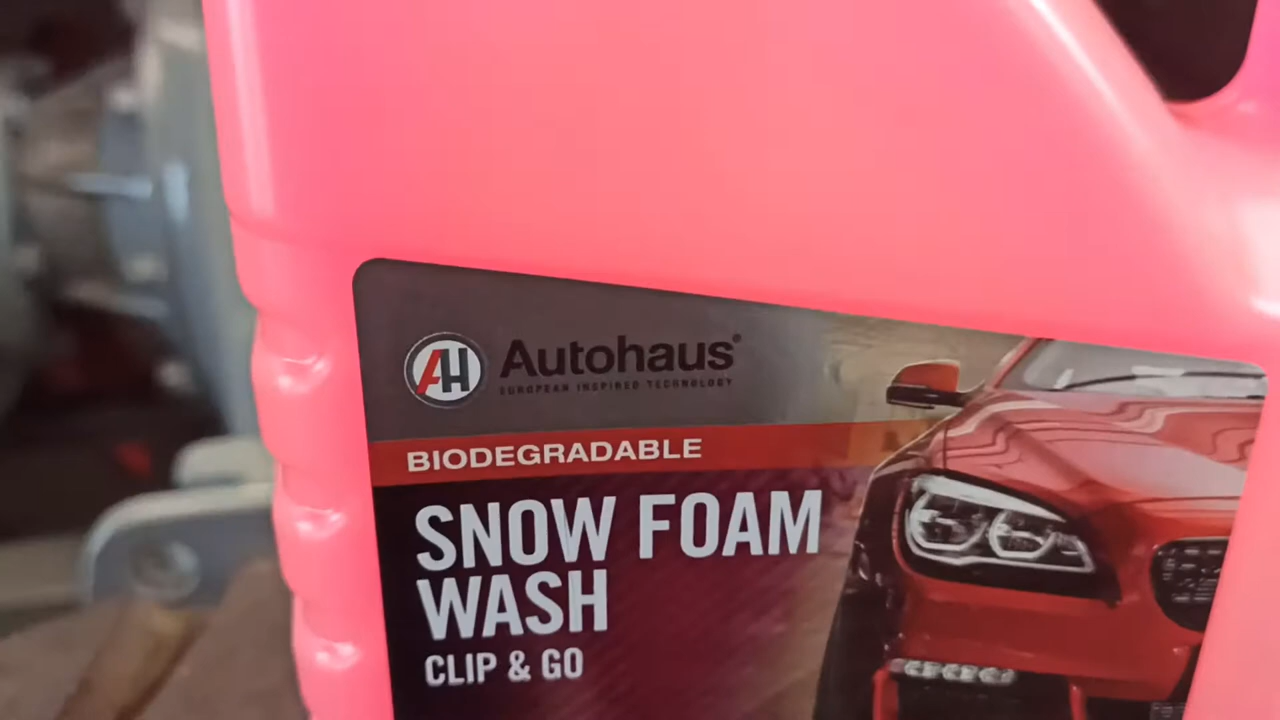 AH Autohaus®
EUROPEAN INSPIRED TECHNOLOGY
BIODEGRADABLE
SNOW FOAM
WASH
CLIP & GO